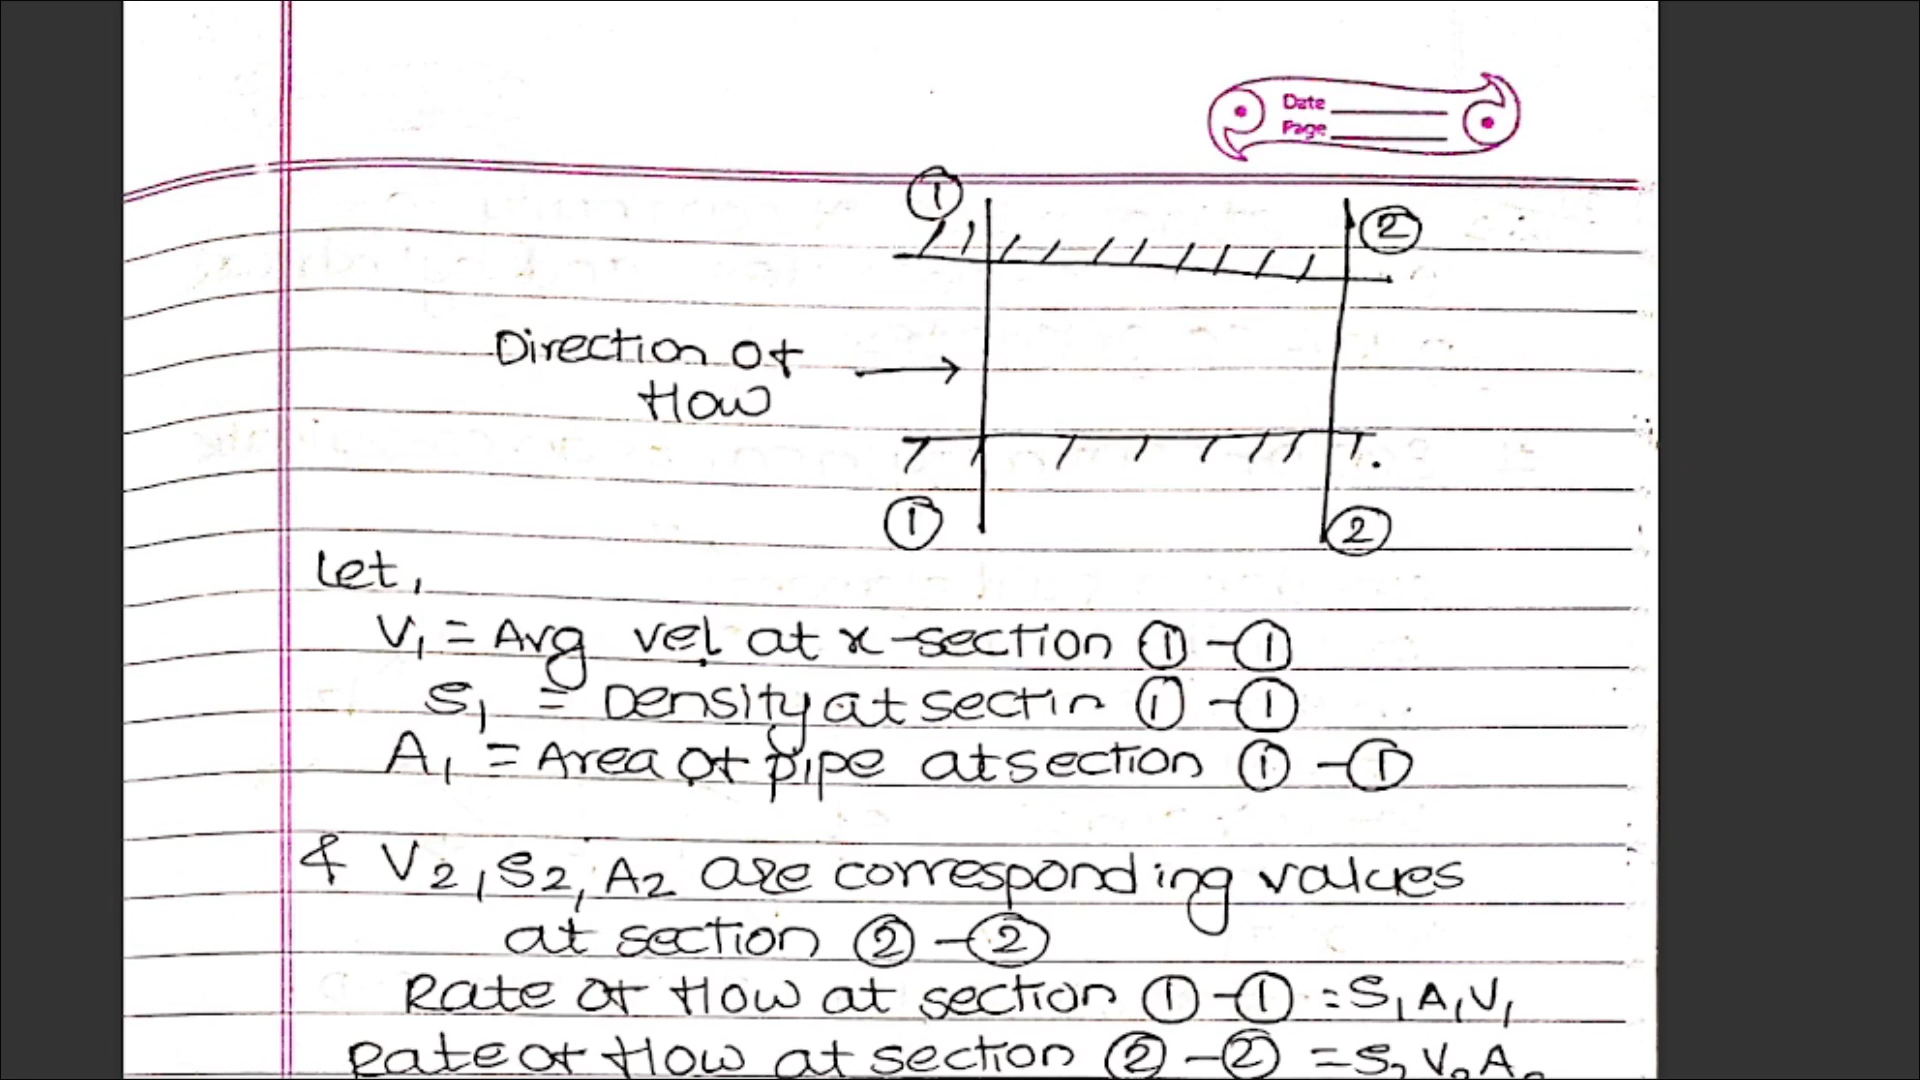 Date
Page
①
②
Direction of
flow
①
②
Let,
V₁ = Avg vel. at x-section ①-①
S₁ = Density at sectin ①-①
A₁ = Area of pipe at section ①-①
& V₂, S₂, A₂ are corresponding values
at section ②-②
Rate of flow at section ①-① = S₁A₁V₁
Rate of flow at section ②-② = S₂V₂A₂